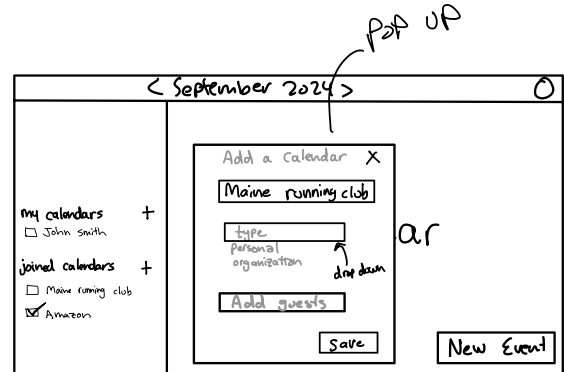 pop up
< September 2024 >
Add a Calendar X
Maine running club
my calendars +
John Smith
type
ar
personal
organization
drop down
joined calendars +
Maine running club
Amazon
Add guests
Save
New Event